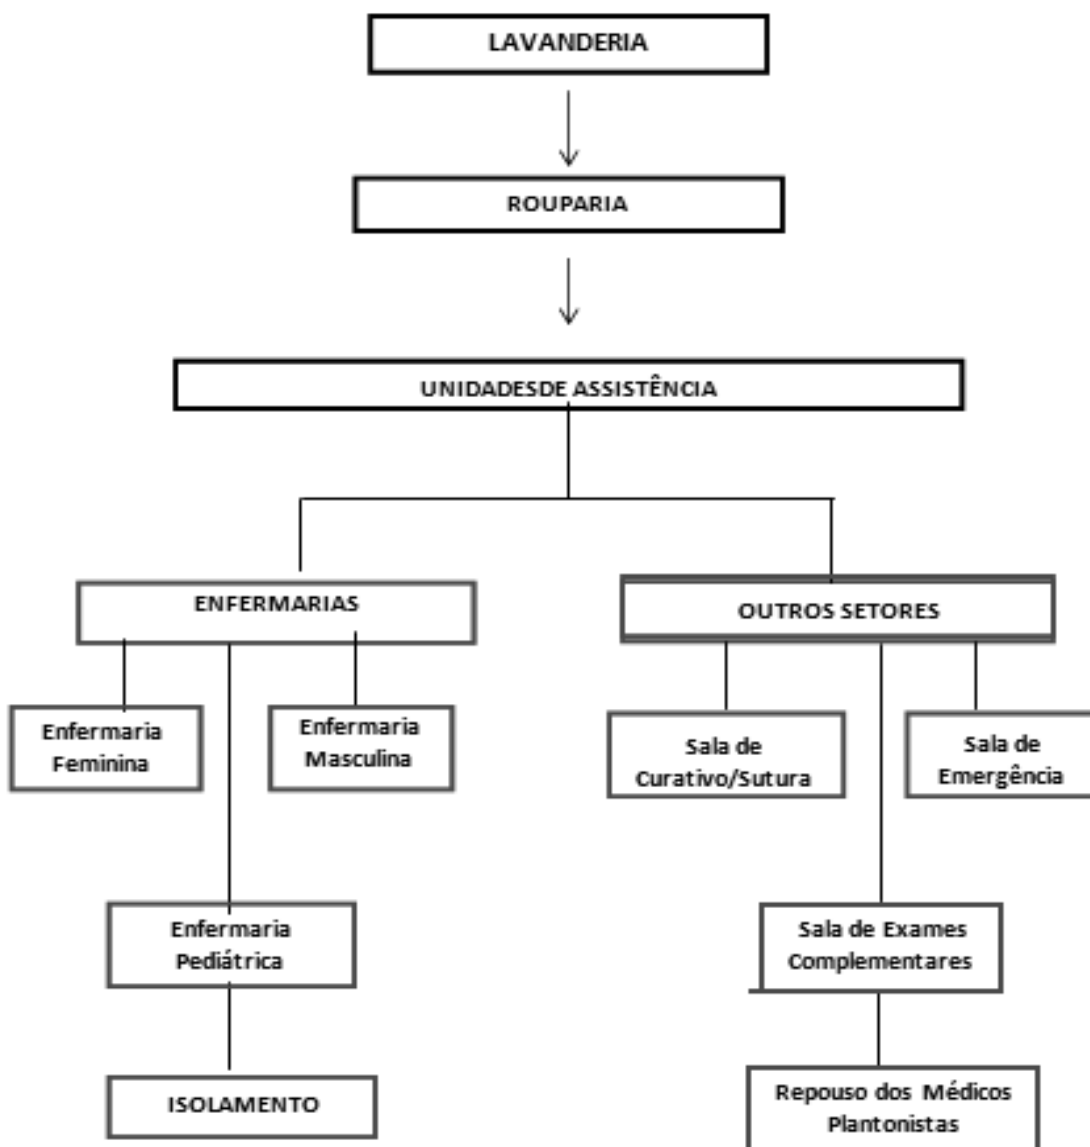 LAVANDERIA
ROUPARIA
UNIDADESDE ASSISTÊNCIA
ENFERMARIAS
OUTROS SETORES
Enfermaria
Feminina
Enfermaria
Masculina
Sala de
Curativo/Sutura
Sala de
Emergência
Enfermaria
Pediátrica
Sala de Exames
Complementares
ISOLAMENTO
Repouso dos Médicos
Plantonistas